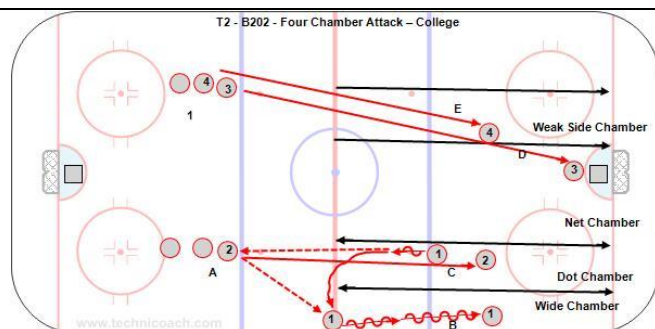 T2 - B202 - Four Chamber Attack – College
4 3
1
E
4
Weak Side Chamber
D
3
Net Chamber
2
A
1
C
2
Dot Chamber
Wide Chamber
1
B
1
www.technicoach.com